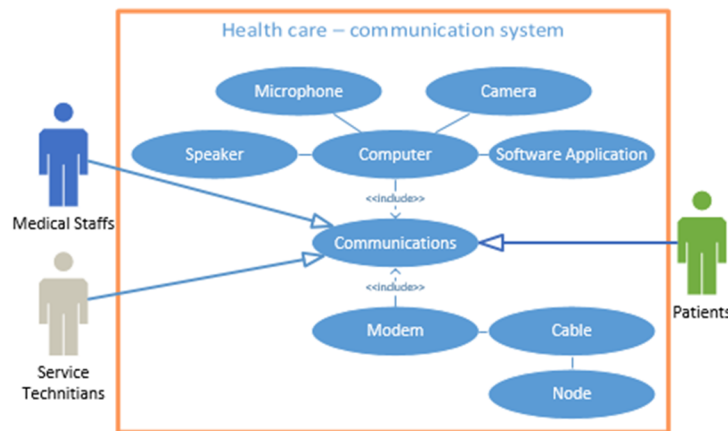 Health care – communication system
Microphone
Camera
Speaker
Computer
Software Application
<<include>>
Medical Staffs
Communications
<<include>>
Modem
Cable
Patients
Service
Technitians
Node